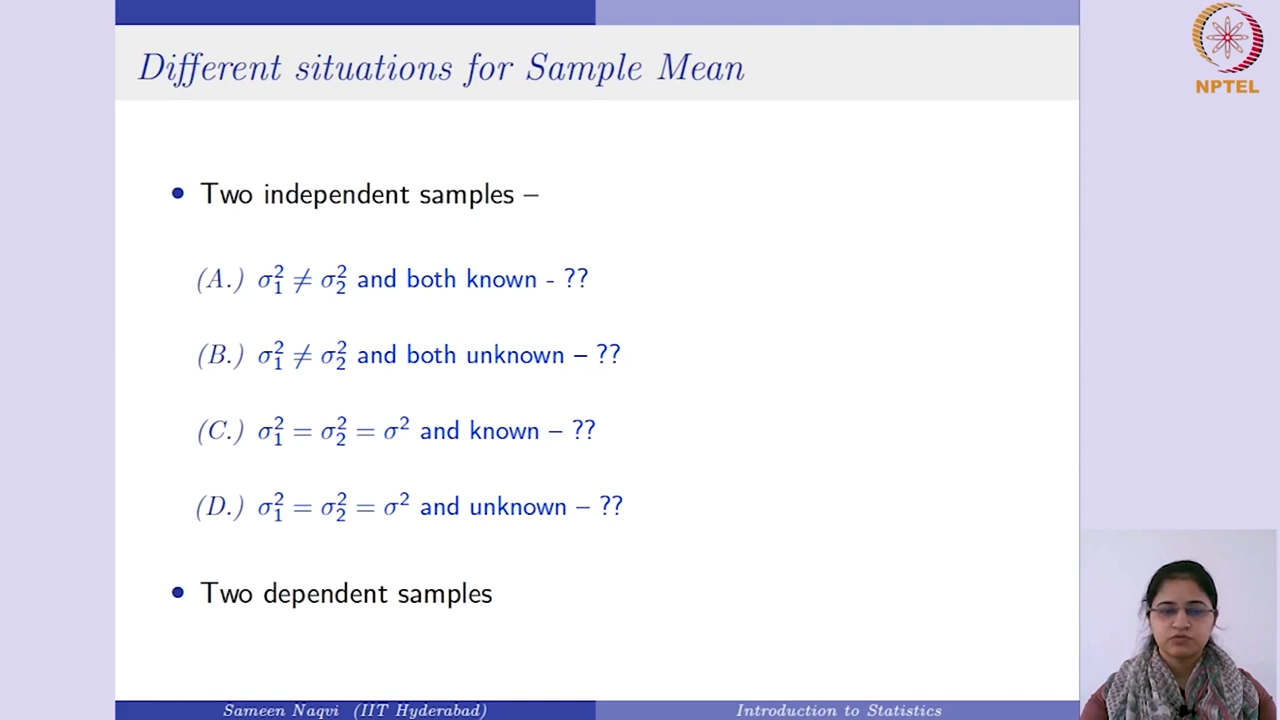 Different situations for Sample Mean
NPTEL
• Two independent samples –
(A.) σ₁² ≠ σ₂² and both known - ??
(B.) σ₁² ≠ σ₂² and both unknown – ??
(C.) σ₁² = σ₂² = σ² and known – ??
(D.) σ₁² = σ₂² = σ² and unknown – ??
• Two dependent samples
Sameen Naqvi (IIT Hyderabad)
Introduction to Statistics